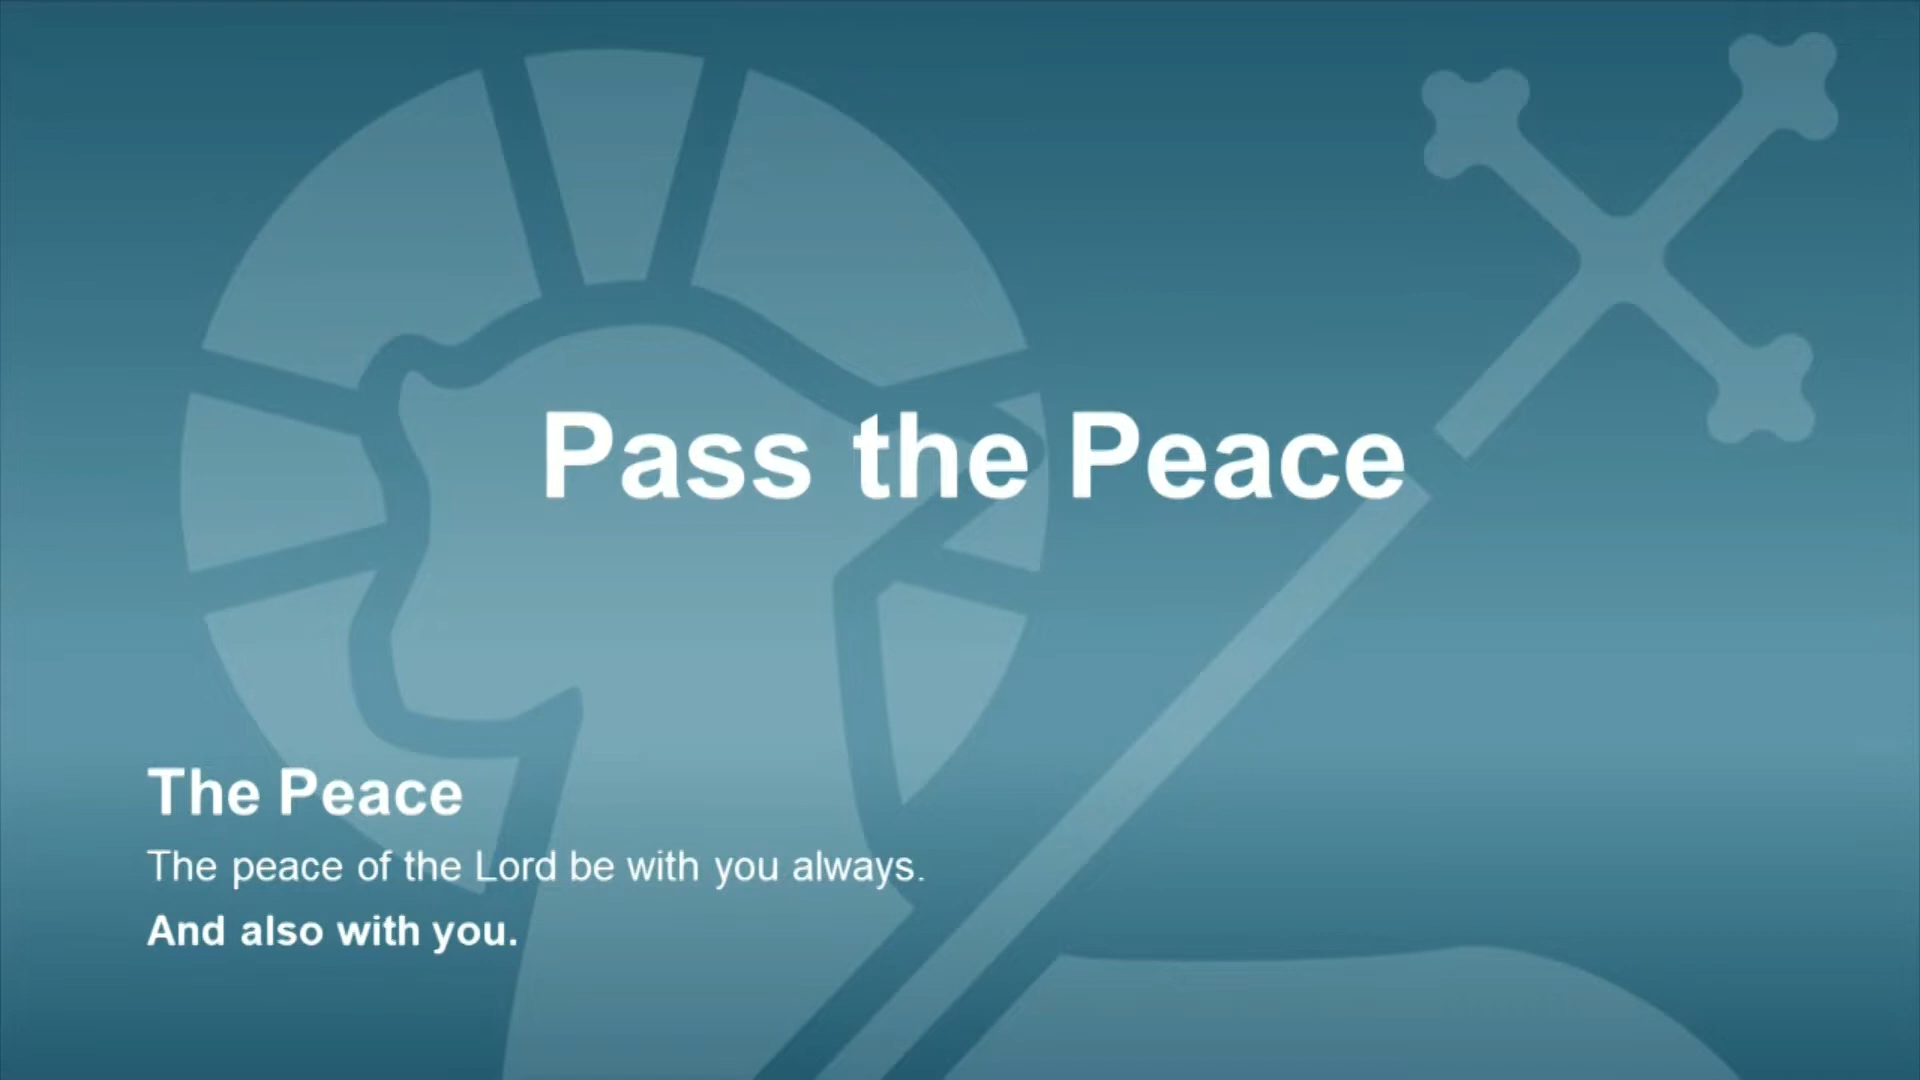 Pass the Peace
The Peace
The peace of the Lord be with you always.
And also with you.